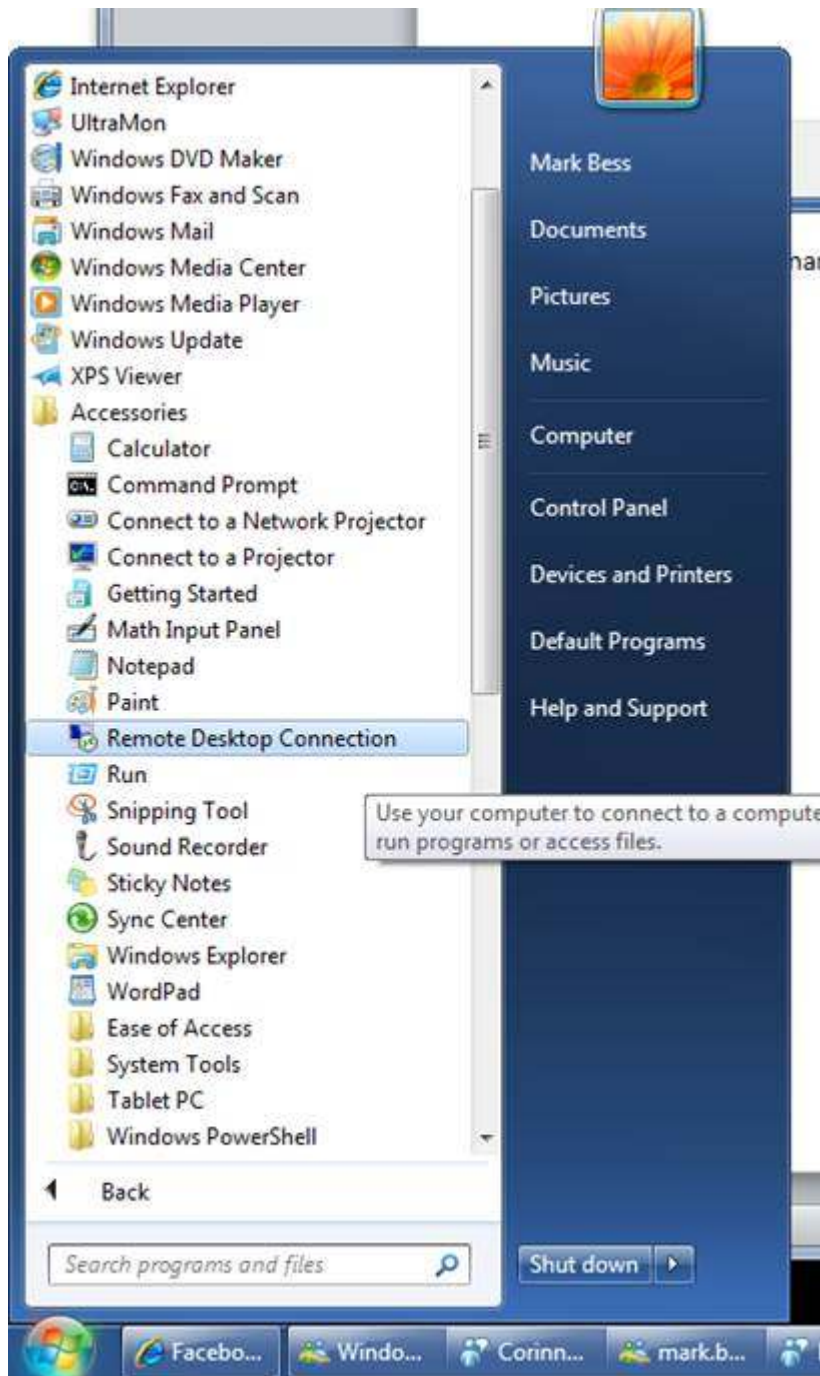 Internet Explorer
UltraMon
Windows DVD Maker
Windows Fax and Scan
Windows Mail
Windows Media Center
Windows Media Player
Windows Update
XPS Viewer
Accessories
Calculator
Command Prompt
Connect to a Network Projector
Connect to a Projector
Getting Started
Math Input Panel
Notepad
Paint
Remote Desktop Connection
Run
Snipping Tool
Sound Recorder
Sticky Notes
Sync Center
Windows Explorer
WordPad
Ease of Access
System Tools
Tablet PC
Windows PowerShell
Back
Search programs and files
Mark Bess
Documents
Pictures
Music
Computer
Control Panel
Devices and Printers
Default Programs
Help and Support
Use your computer to connect to a compute
run programs or access files.
Shut down
Facebo...
Windo...
Corinn...
mark.b...